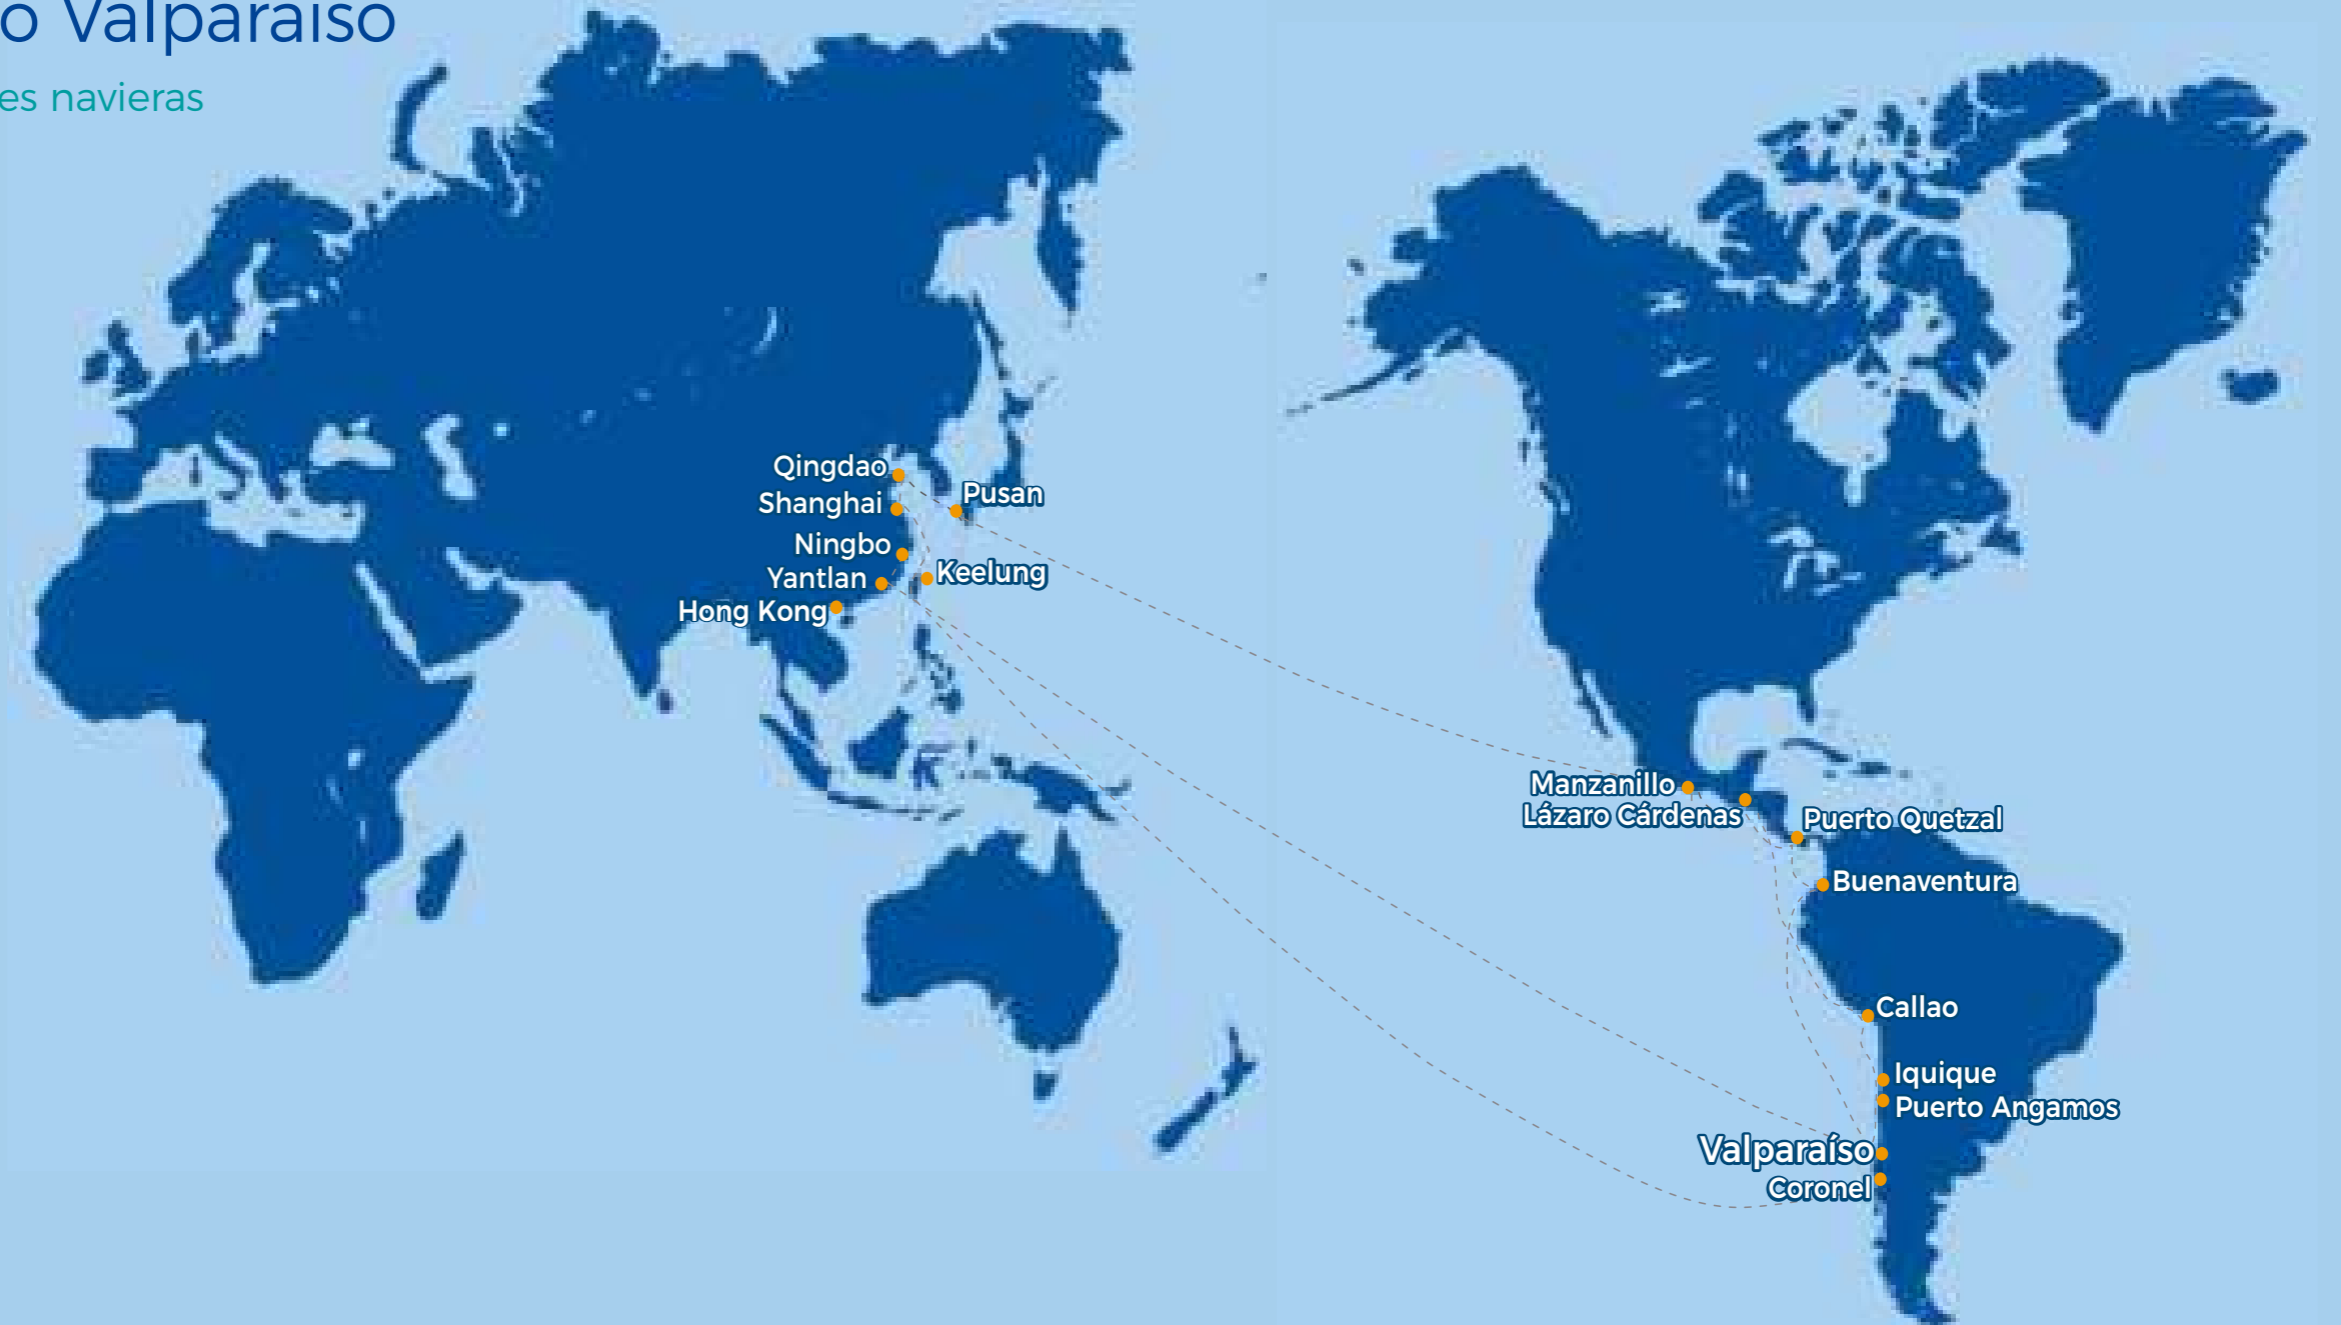 o Valparaíso
es navieras
Qingdao
Pusan
Shanghai
Ningbo
Keelung
Yantlan
Hong Kong
Manzanillo
Lázaro Cárdenas
Puerto Quetzal
Buenaventura
Callao
Iquique
Puerto Angamos
Valparaíso
Coronel